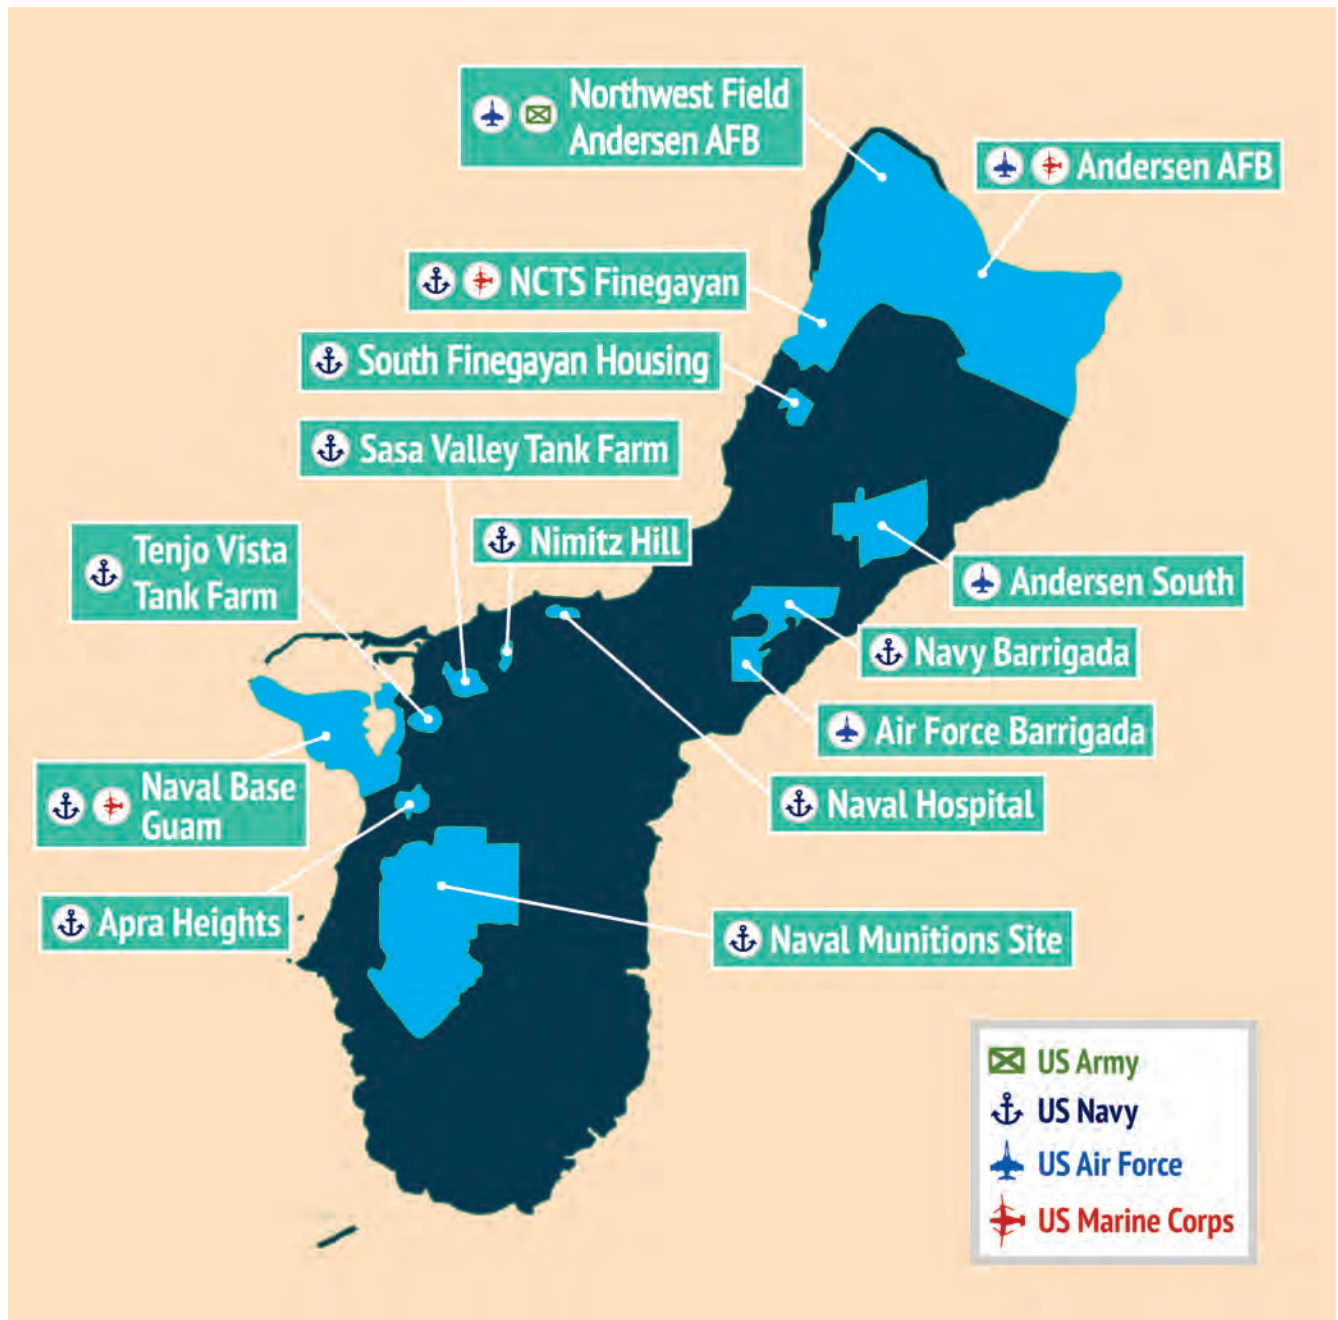 Northwest Field
Andersen AFB
Andersen AFB
NCTS Finegayan
South Finegayan Housing
Sasa Valley Tank Farm
Nimitz Hill
Tenjo Vista
Tank Farm
Andersen South
Navy Barrigada
Air Force Barrigada
Naval Base
Guam
Naval Hospital
Apra Heights
Naval Munitions Site
US Army
US Navy
US Air Force
US Marine Corps